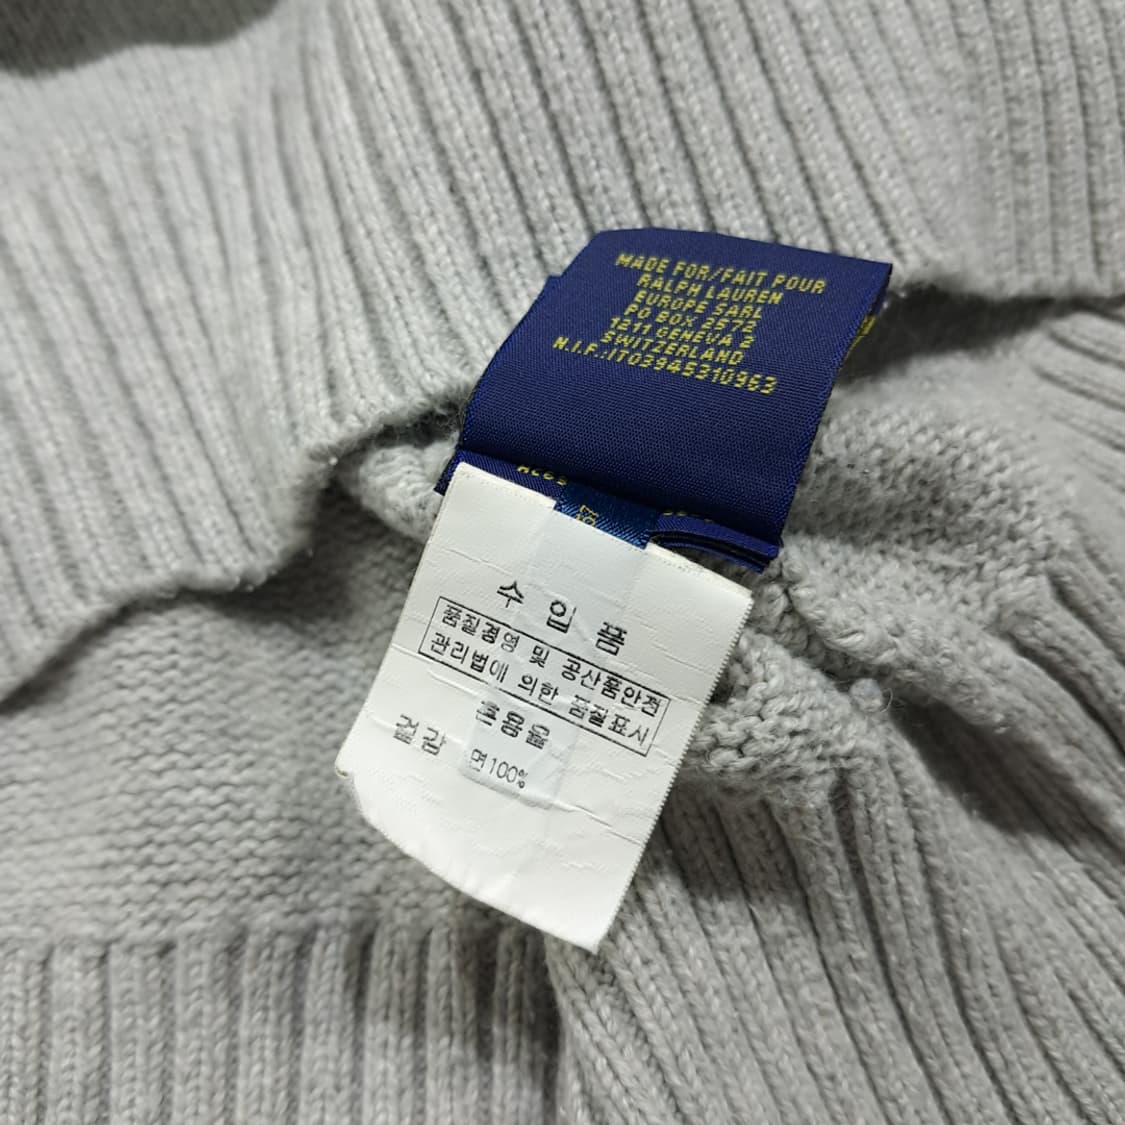 MADE FOR/FAIT POUR
RALPH LAUREN
EUROPE SARL
PO BOX 2572
1211 GENEVA 2
SWITZERLAND
N.I.F.:IT03945310963
수 입 품
품질경영 및 공산품안전
관리법에 의한 품질표시
혼용율
겉감 면100%